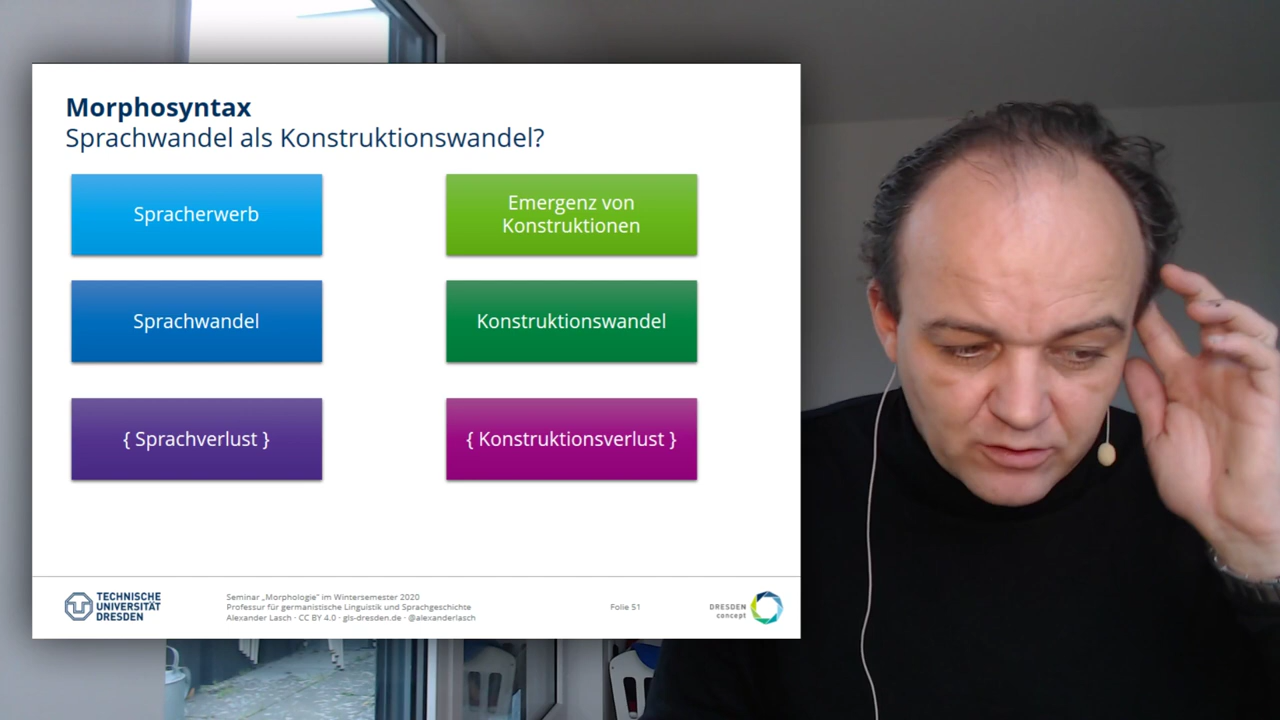 Morphosyntax
Sprachwandel als Konstruktionswandel?
Spracherwerb
Emergenz von
Konstruktionen
Sprachwandel
Konstruktionswandel
{ Sprachverlust }
{ Konstruktionsverlust }
TECHNISCHE
UNIVERSITÄT
DRESDEN
Seminar „Morphologie" im Wintersemester 2020
Professur für germanistische Linguistik und Sprachgeschichte
Alexander Lasch · CC BY 4.0 · gls-dresden.de · @alexanderlasch
Folie 51
DRESDEN
concept